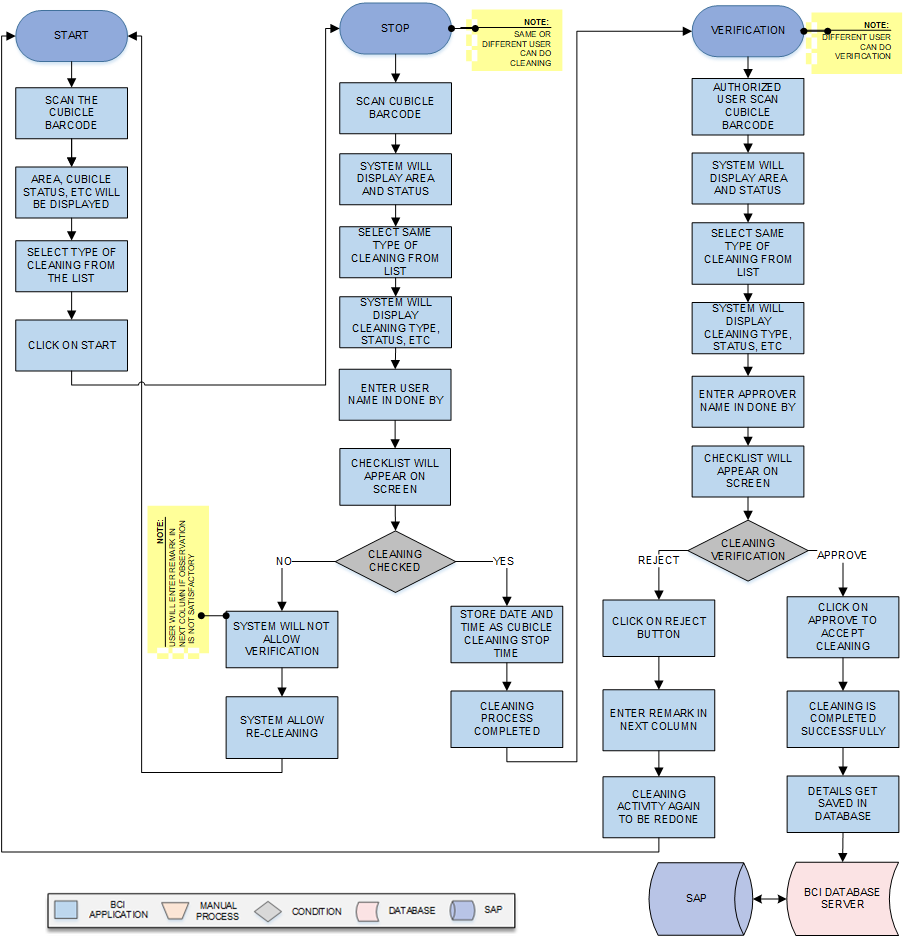 START
SCAN THE
CUBICLE
BARCODE
AREA, CUBICLE
STATUS, ETC WILL
BE DISPLAYED
SELECT TYPE OF
CLEANING FROM
THE LIST
CLICK ON START
STOP
NOTE:
SAME OR
DIFFERENT USER
CAN DO
CLEANING
SCAN CUBICLE
BARCODE
SYSTEM WILL
DISPLAY AREA
AND STATUS
SELECT SAME
TYPE OF
CLEANING FROM
LIST
SYSTEM WILL
DISPLAY
CLEANING TYPE,
STATUS, ETC
ENTER USER
NAME IN DONE BY
CHECKLIST WILL
APPEAR ON
SCREEN
CLEANING
CHECKED
NO
YES
NOTE:
USER WILL ENTER REMARK IN
NEXT COLUMN IF OBSERVATION
IS NOT SATISFACTORY
SYSTEM WILL NOT
ALLOW
VERIFICATION
SYSTEM ALLOW
RE-CLEANING
STORE DATE AND
TIME AS CUBICLE
CLEANING STOP
TIME
CLEANING
PROCESS
COMPLETED
VERIFICATION
NOTE:
DIFFERENT USER
CAN DO
VERIFICATION
AUTHORIZED
USER SCAN
CUBICLE
BARCODE
SYSTEM WILL
DISPLAY AREA
AND STATUS
SELECT SAME
TYPE OF
CLEANING FROM
LIST
SYSTEM WILL
DISPLAY
CLEANING TYPE,
STATUS, ETC
ENTER APPROVER
NAME IN DONE BY
CHECKLIST WILL
APPEAR ON
SCREEN
CLEANING
VERIFICATION
REJECT
APPROVE
CLICK ON REJECT
BUTTON
ENTER REMARK IN
NEXT COLUMN
CLEANING
ACTIVITY AGAIN
TO BE REDONE
CLICK ON
APPROVE TO
ACCEPT
CLEANING
CLEANING IS
COMPLETED
SUCCESSFULLY
DETAILS GET
SAVED IN
DATABASE
SAP
BCI DATABASE
SERVER
BCI
APPLICATION
MANUAL
PROCESS
CONDITION
DATABASE
SAP